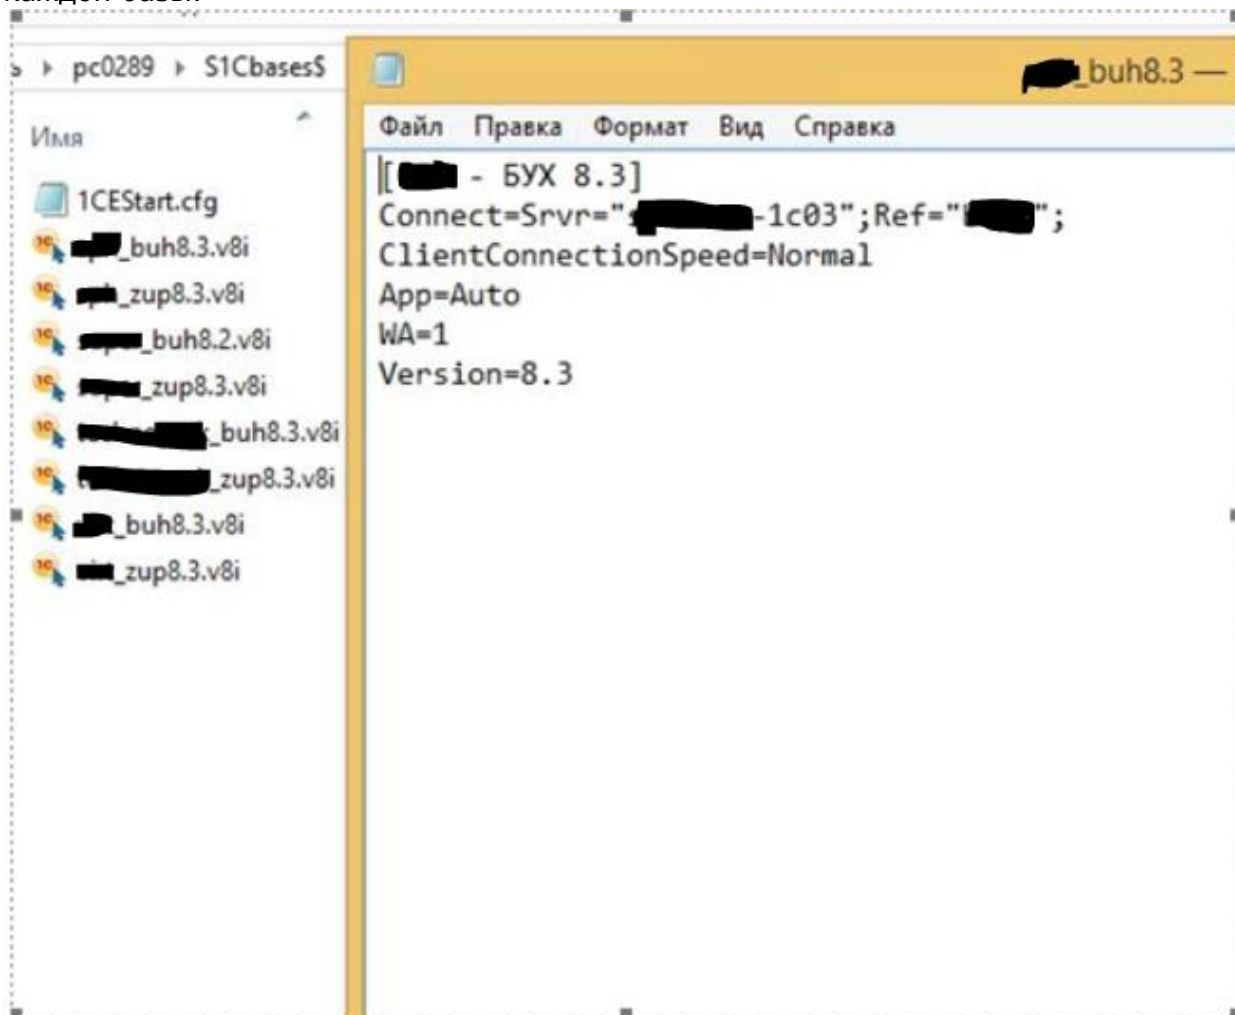 pc0289 S1Cbases$
Имя
1CEStart.cfg
_buh8.3.v8i
_zup8.3.v8i
_buh8.2.v8i
_zup8.3.v8i
_buh8.3.v8i
_zup8.3.v8i
_buh8.3.v8i
_zup8.3.v8i
_buh8.3 —
Файл Правка Формат Вид Справка
[ - БУХ 8.3]
Connect=Srvr=" -1c03";Ref=" ";
ClientConnectionSpeed=Normal
App=Auto
WA=1
Version=8.3